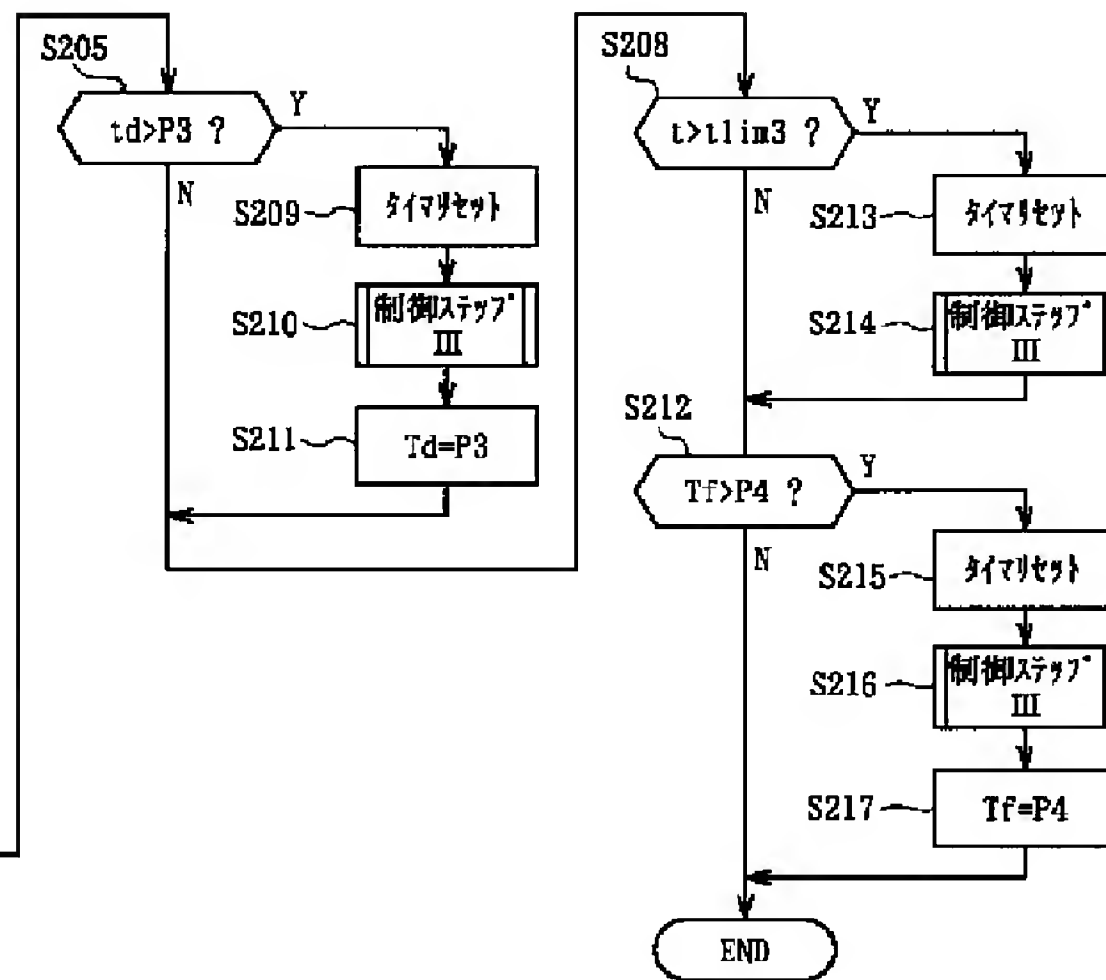 S205
td>P3 ?
Y
N
S209
ﾀｲﾏﾘｾｯﾄ
S210
制御ｽﾃｯﾌﾟ
III
S211
Td=P3
S208
t>tlim3 ?
Y
N
S213
ﾀｲﾏﾘｾｯﾄ
S214
制御ｽﾃｯﾌﾟ
III
S212
Tf>P4 ?
Y
N
S215
ﾀｲﾏﾘｾｯﾄ
S216
制御ｽﾃｯﾌﾟ
III
S217
Tf=P4
END